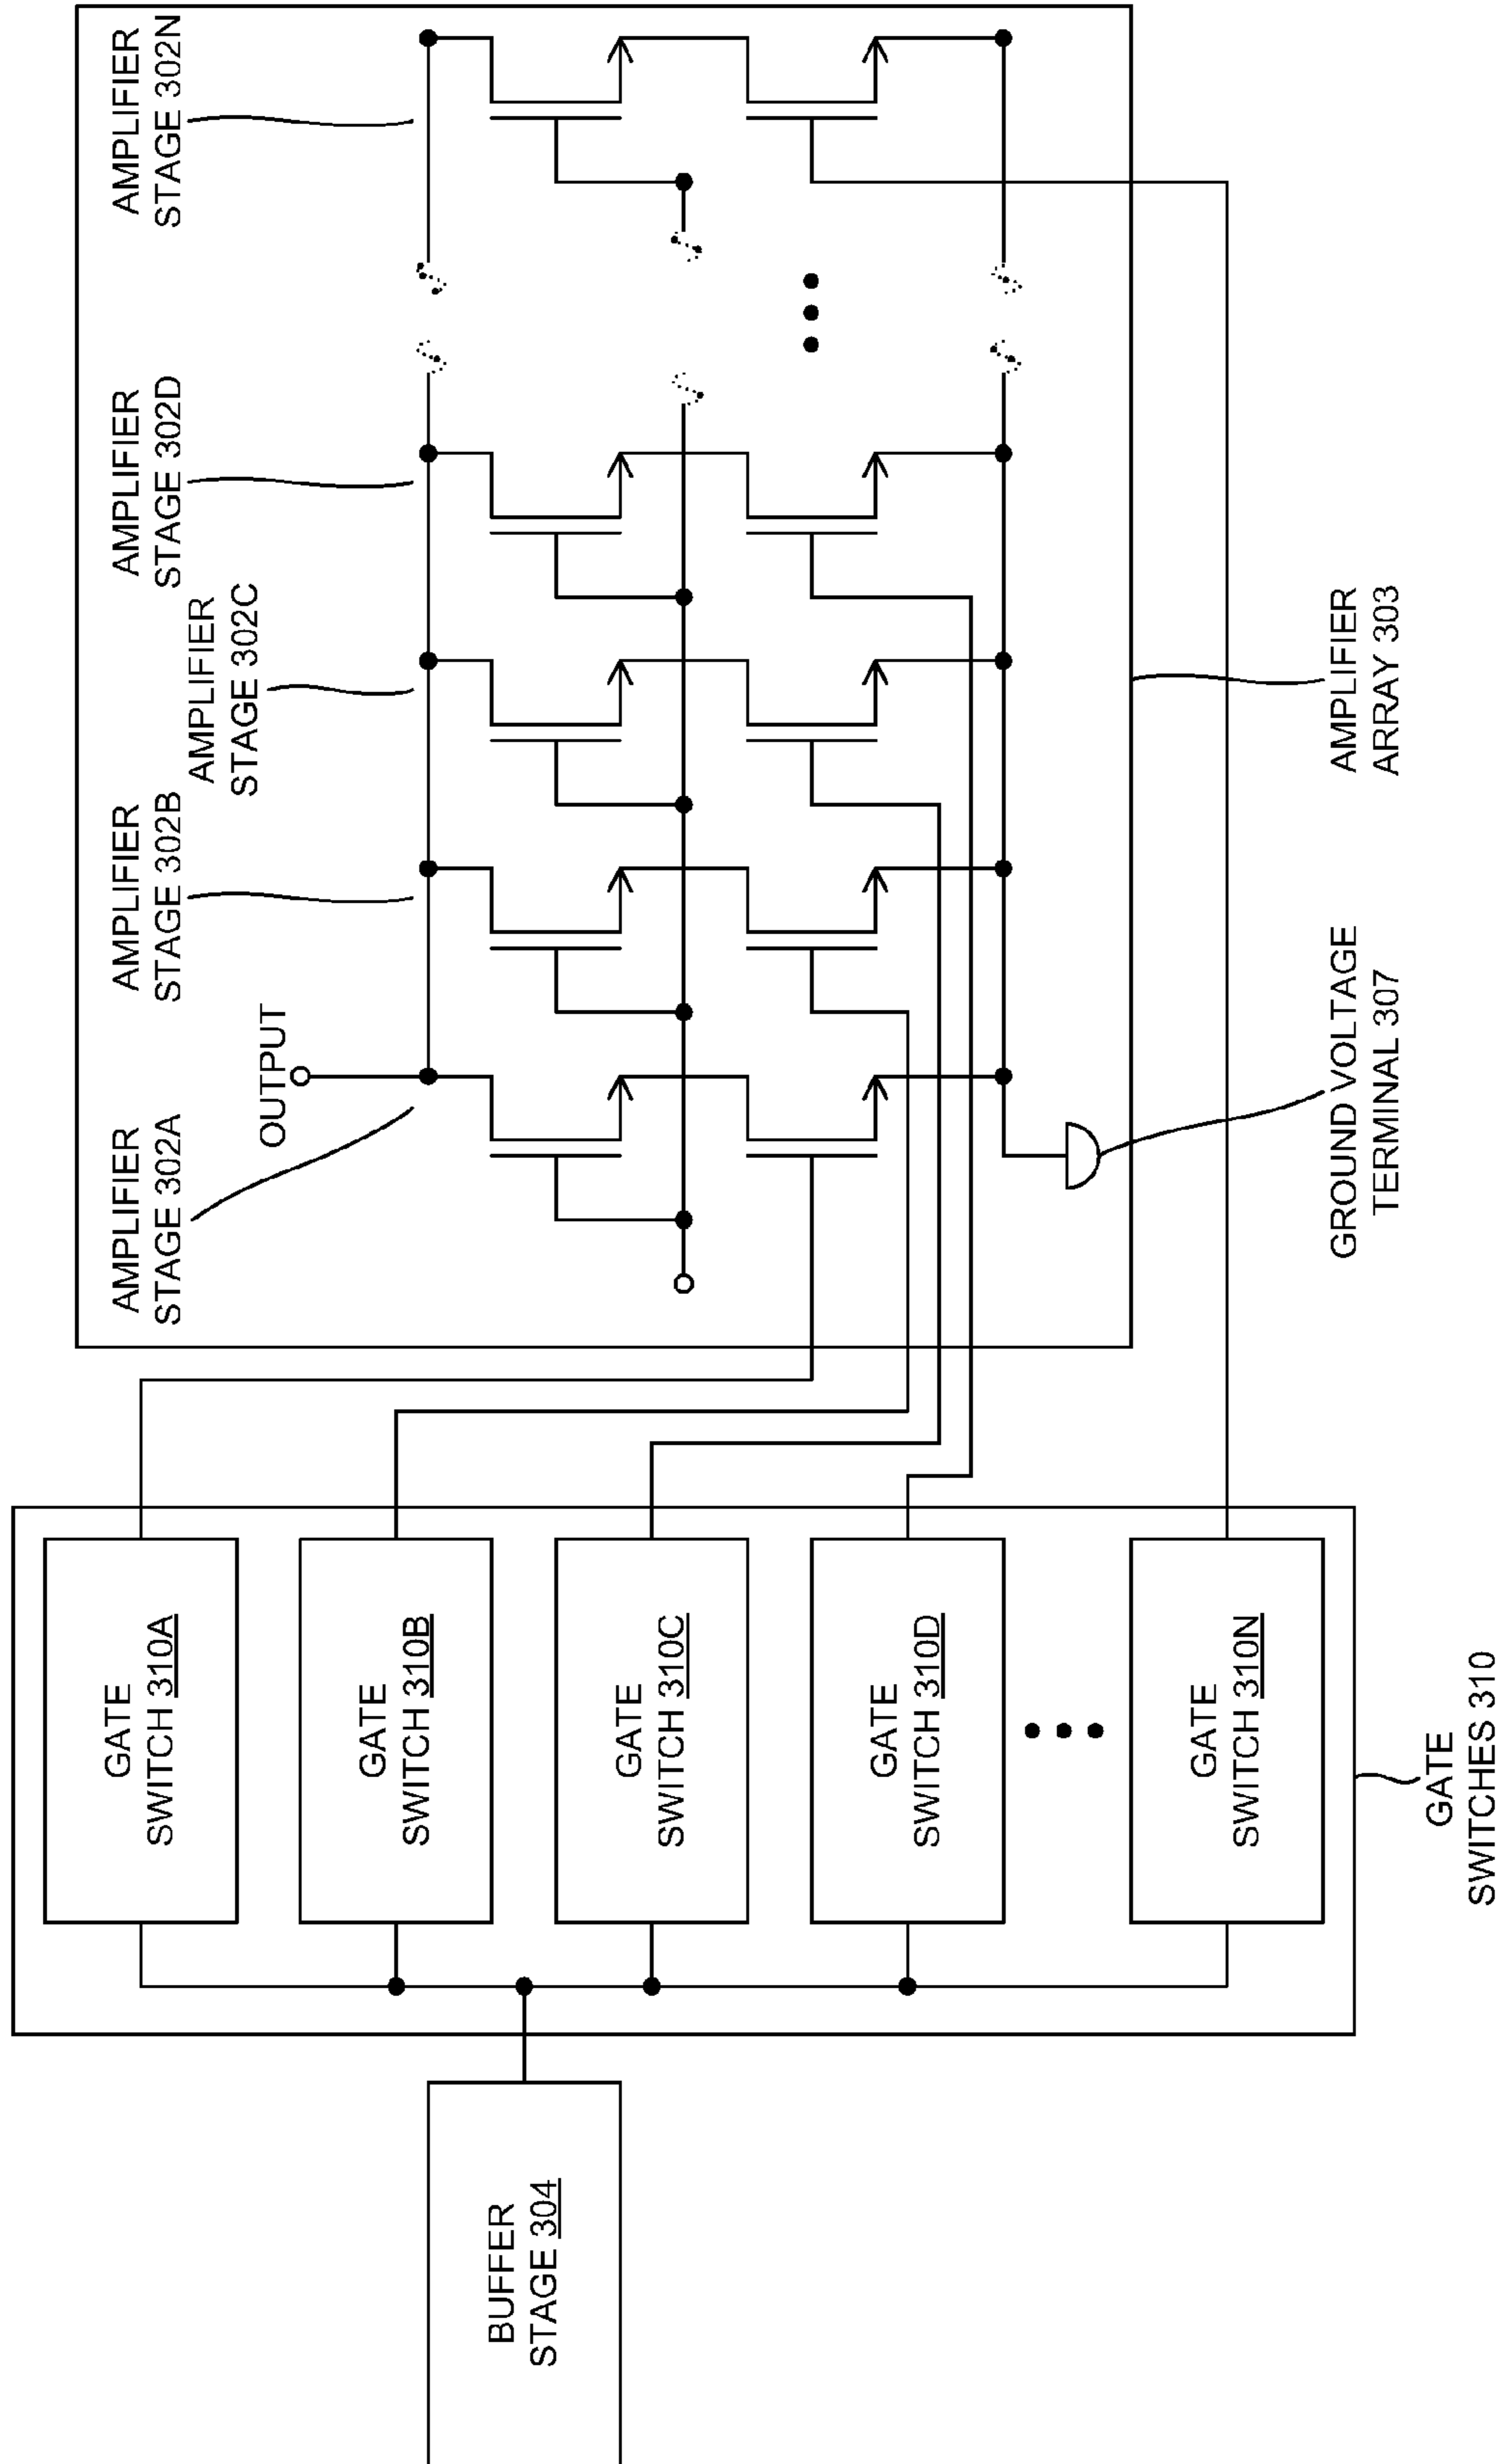 BUFFER
STAGE 304
GATE
SWITCH 310A
GATE
SWITCH 310B
GATE
SWITCH 310C
GATE
SWITCH 310D
GATE
SWITCH 310N
GATE
SWITCHES 310
AMPLIFIER
STAGE 302A
OUTPUT
AMPLIFIER
STAGE 302B
AMPLIFIER
STAGE 302C
AMPLIFIER
STAGE 302D
AMPLIFIER
STAGE 302N
GROUND VOLTAGE
TERMINAL 307
AMPLIFIER
ARRAY 303